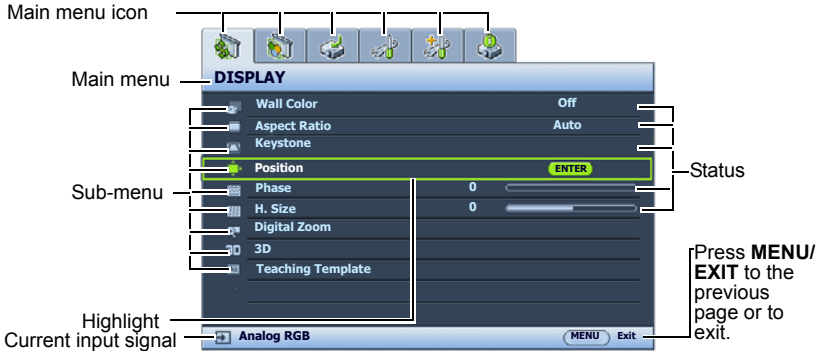 Main menu icon
Main menu
DISPLAY
Wall Color Off
Aspect Ratio Auto
Keystone
Position ENTER
Sub-menu
Status
Phase 0
H. Size 0
Digital Zoom
3D 3D
Teaching Template
Press MENU/
EXIT to the
previous
page or to
exit.
Highlight
Current input signal
Analog RGB MENU Exit